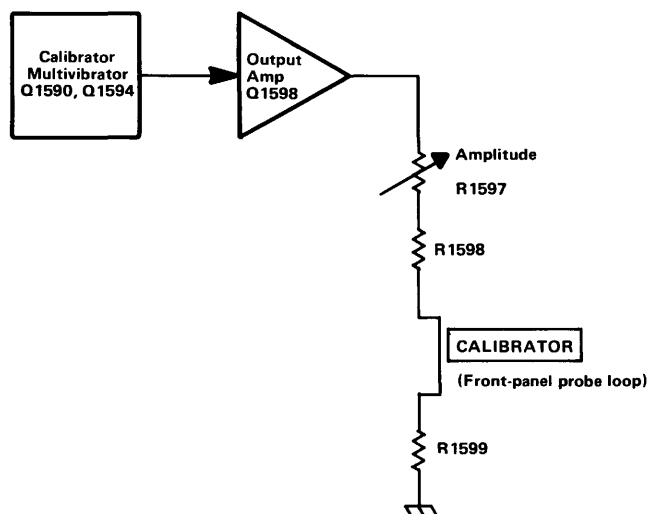 Calibrator
Multivibrator
Q1590, Q1594
Output
Amp
Q1598
Amplitude
R1597
R1598
CALIBRATOR
(Front-panel probe loop)
R1599